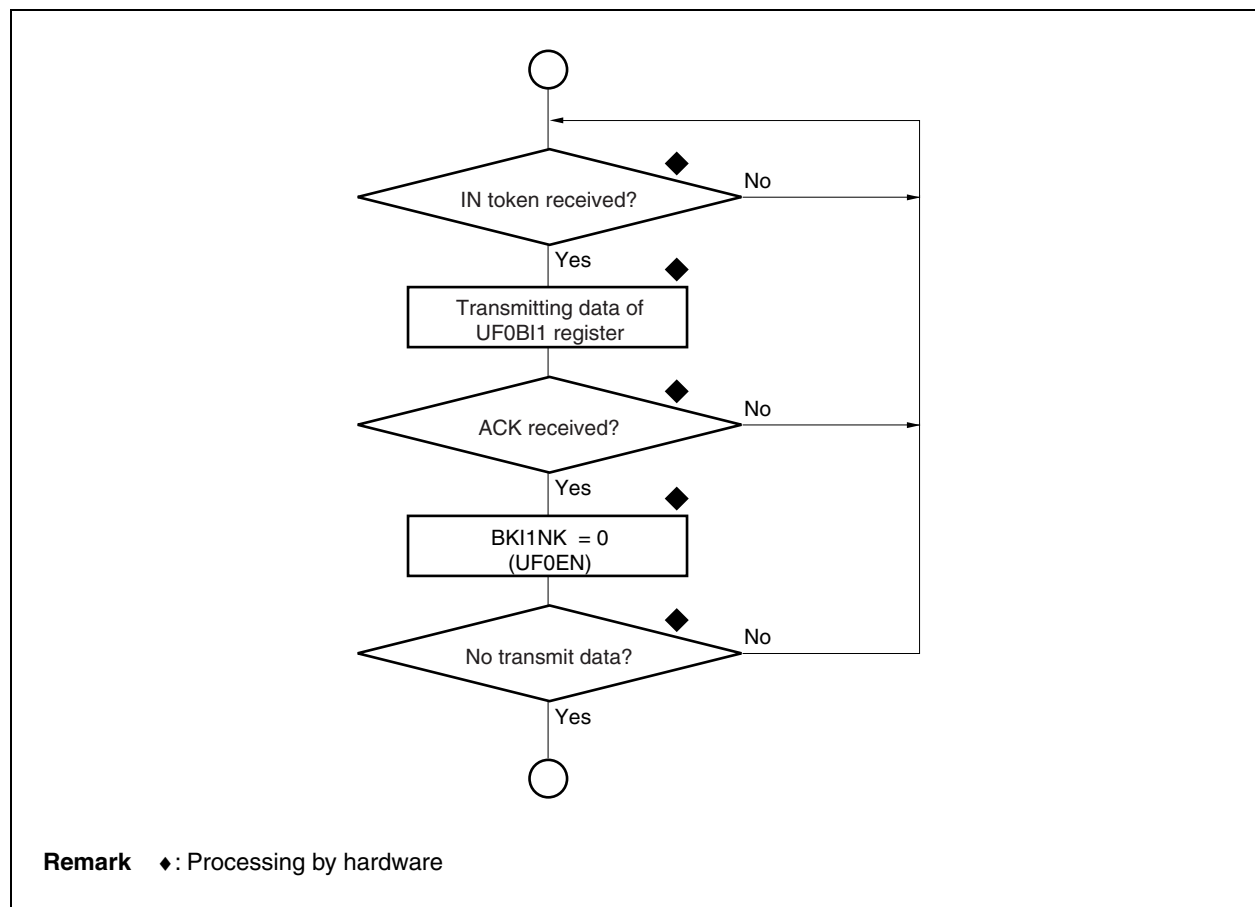 IN token received?
No
Yes
Transmitting data of
UF0BI1 register
ACK received?
No
Yes
BKI1NK = 0
(UF0EN)
No transmit data?
No
Yes
Remark ♦: Processing by hardware